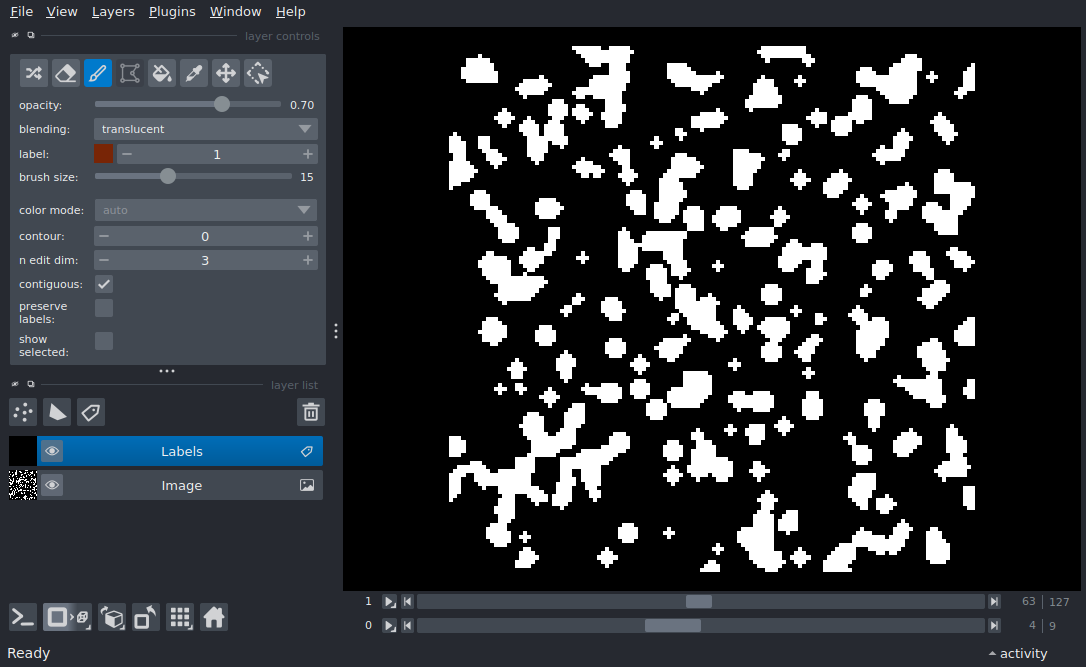 File View Layers Plugins Window Help
layer controls
opacity: 0.70
blending: translucent
label: 1
brush size: 15
color mode: auto
contour: 0
n edit dim: 3
contiguous:
preserve
labels:
show
selected:
layer list
Labels
Image
1 63 127
0 4 9
Ready activity